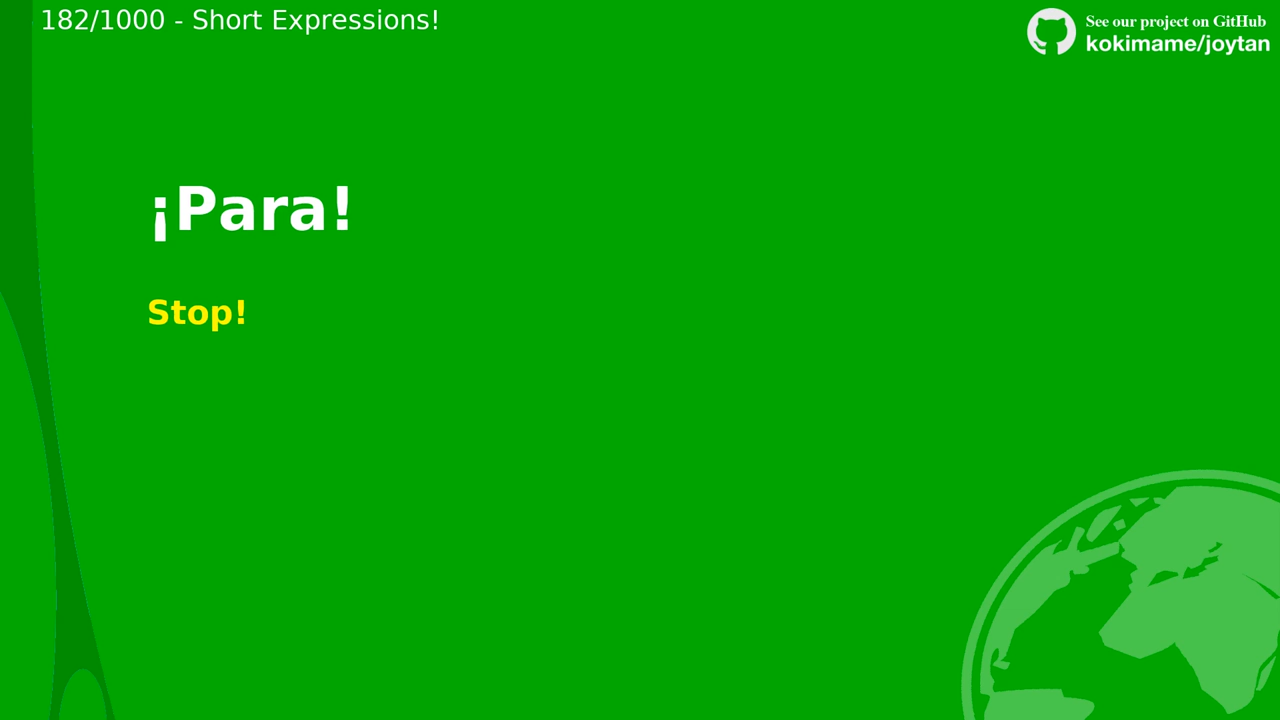 182/1000 - Short Expressions!
See our project on GitHub
kokimame/joytan
¡Para!
Stop!